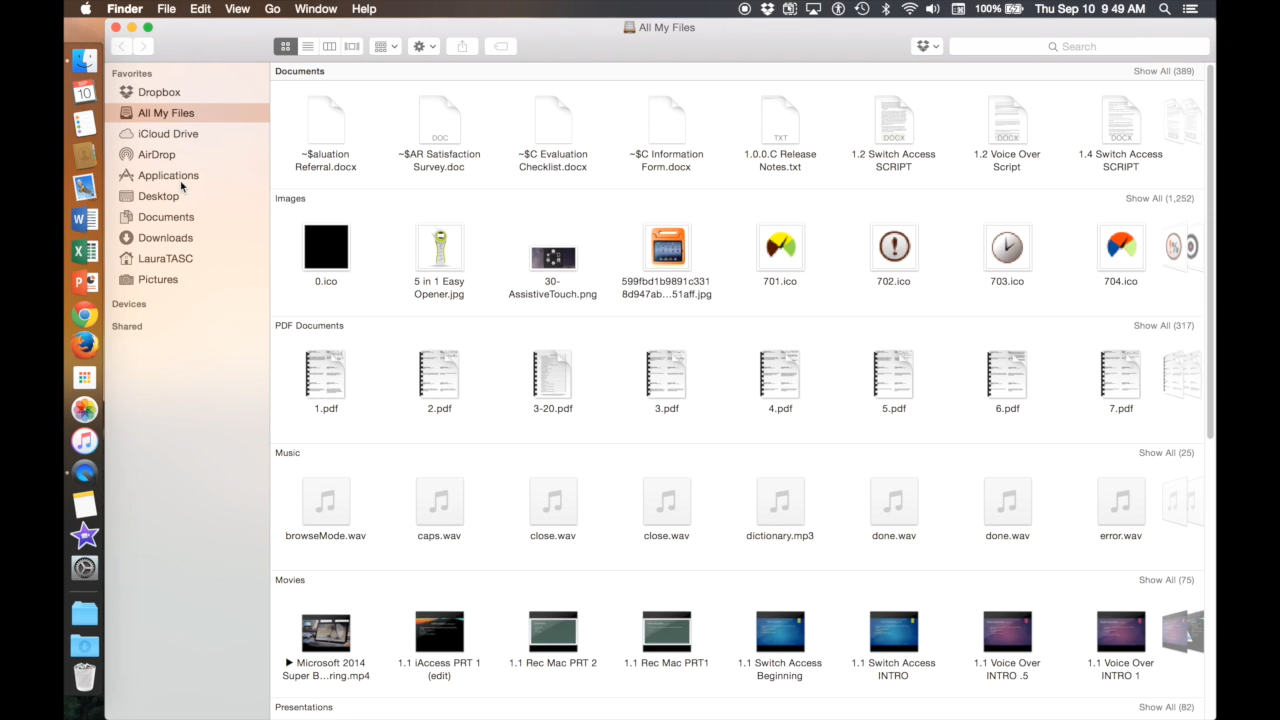 Finder File Edit View Go Window Help 100% Thu Sep 10 9:49 AM
All My Files
Search
Favorites
Dropbox
All My Files
iCloud Drive
AirDrop
Applications
Desktop
Documents
Downloads
LauraTASC
Pictures
Devices
Shared
10
Documents Show All (389)
DOC TXT DOCX DOCX DOCX
~$aluation ~$AR Satisfaction ~$C Evaluation ~$C Information 1.0.0.C Release 1.2 Switch Access 1.2 Voice Over 1.4 Switch Access
Referral.docx Survey.doc Checklist.docx Form.docx Notes.txt SCRIPT Script SCRIPT
Images Show All (1,252)
0.ico 5 in 1 Easy 30- 599fbd1b9891c331 701.ico 702.ico 703.ico 704.ico
Opener.jpg AssistiveTouch.png 8d947ab...51aff.jpg
PDF Documents Show All (317)
1.pdf 2.pdf 3-20.pdf 3.pdf 4.pdf 5.pdf 6.pdf 7.pdf
Music Show All (25)
browseMode.wav caps.wav close.wav close.wav dictionary.mp3 done.wav done.wav error.wav
Movies Show All (75)
Microsoft 2014 1.1 iAccess PRT 1 1.1 Rec Mac PRT 2 1.1 Rec Mac PRT1 1.1 Switch Access 1.1 Switch Access 1.1 Voice Over 1.1 Voice Over
Super B...ring.mp4 (edit) Beginning INTRO INTRO .5 INTRO 1
Presentations Show All (82)